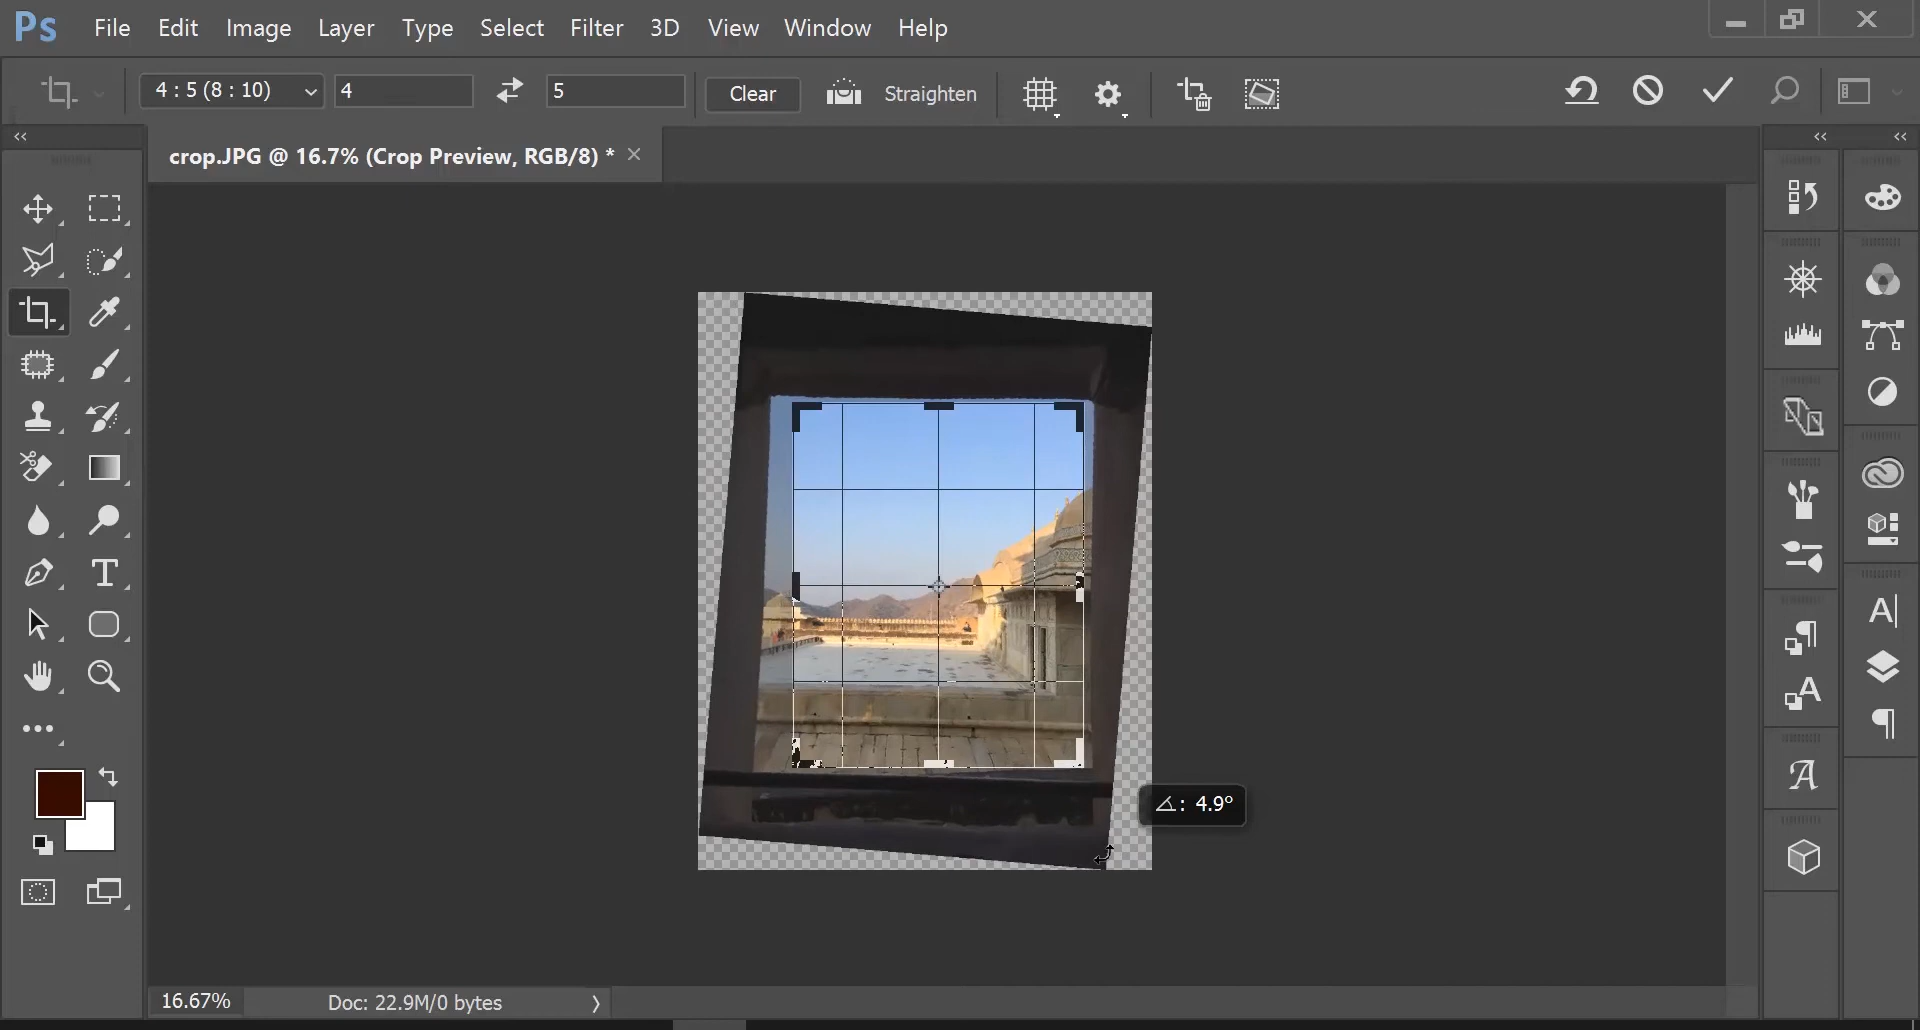 Ps File Edit Image Layer Type Select Filter 3D View Window Help
4 : 5 (8 : 10) 4 5 Clear Straighten
crop.JPG @ 16.7% (Crop Preview, RGB/8) *
: 4.9°
16.67% Doc: 22.9M/0 bytes